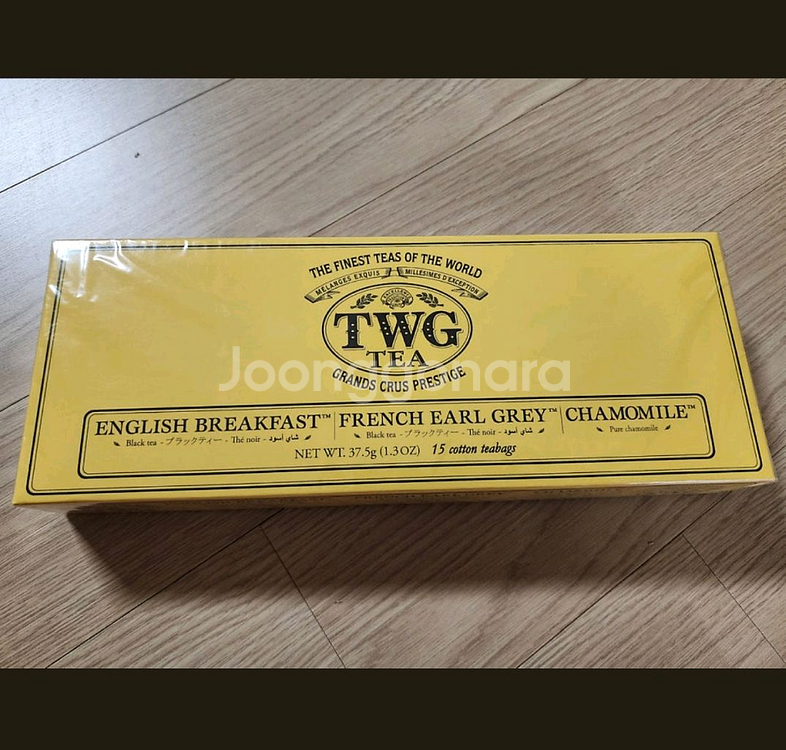 THE FINEST TEAS OF THE WORLD
MÉLANGES EXQUIS MILLÉSIMES D'EXCEPTION
TWG
TEA
GRANDS CRUS PRESTIGE
Joonggonara
ENGLISH BREAKFAST™ FRENCH EARL GREY™ CHAMOMILE™
Black tea - ブラックティー - Thé noir - شاي أسود Black tea - ブラックティー - Thé noir - شاي أسود Pure chamomile
NET WT. 37.5g (1.3 OZ) 15 cotton teabags